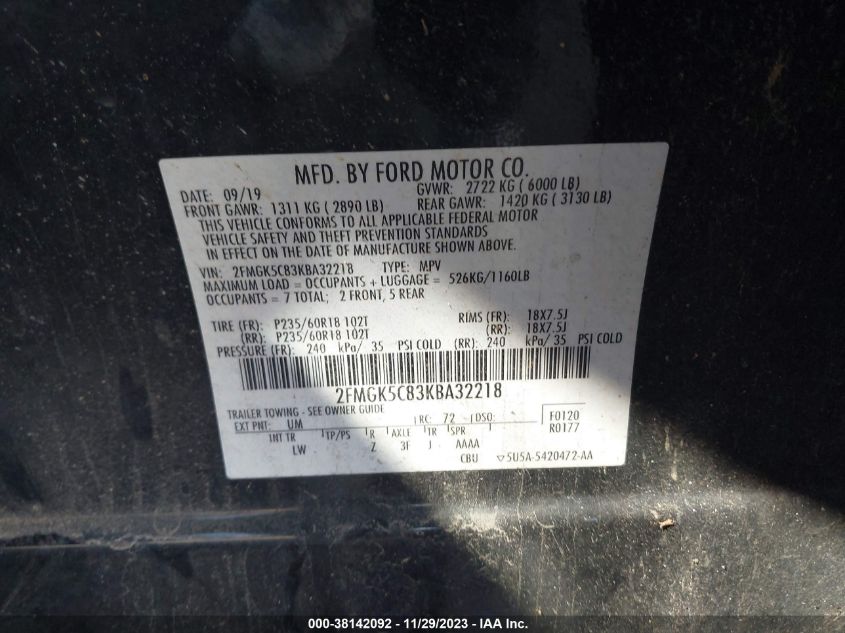 MFD. BY FORD MOTOR CO.
DATE: 09/19 GVWR: 2722 KG ( 6000 LB)
FRONT GAWR: 1311 KG ( 2890 LB) REAR GAWR: 1420 KG ( 3130 LB)
THIS VEHICLE CONFORMS TO ALL APPLICABLE FEDERAL MOTOR
VEHICLE SAFETY AND THEFT PREVENTION STANDARDS
IN EFFECT ON THE DATE OF MANUFACTURE SHOWN ABOVE.
VIN: 2FMGK5C83KBA32218 TYPE: MPV
MAXIMUM LOAD = OCCUPANTS + LUGGAGE = 526KG/1160LB
OCCUPANTS = 7 TOTAL; 2 FRONT, 5 REAR
TIRE (FR): P235/60R18 102T RIMS (FR): 18X7.5J
(RR): P235/60R18 102T (RR): 18X7.5J
PRESSURE (FR): 240 kPa/ 35 PSI COLD (RR): 240 kPa/ 35 PSI COLD
2FMGK5C83KBA32218
TRAILER TOWING - SEE OWNER GUIDE
EXT PNT: UM RC: 72 DSO: F0120
R0177
INT TR TP/PS R AXLE TR SPR
LW Z 3F J AAAA
CBU ▽5U5A-5420472-AA
000-38142092 - 11/29/2023 - IAA Inc.